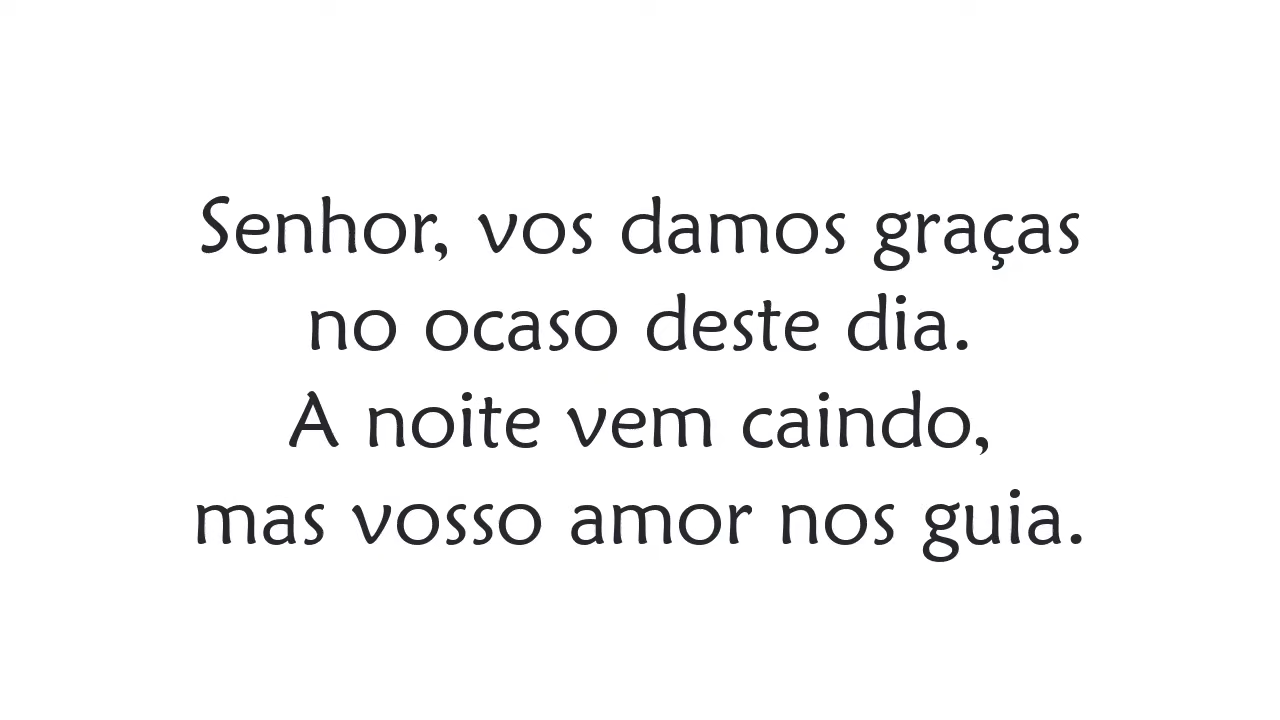 Senhor, vos damos graças
no ocaso deste dia.
A noite vem caindo,
mas vosso amor nos guia.